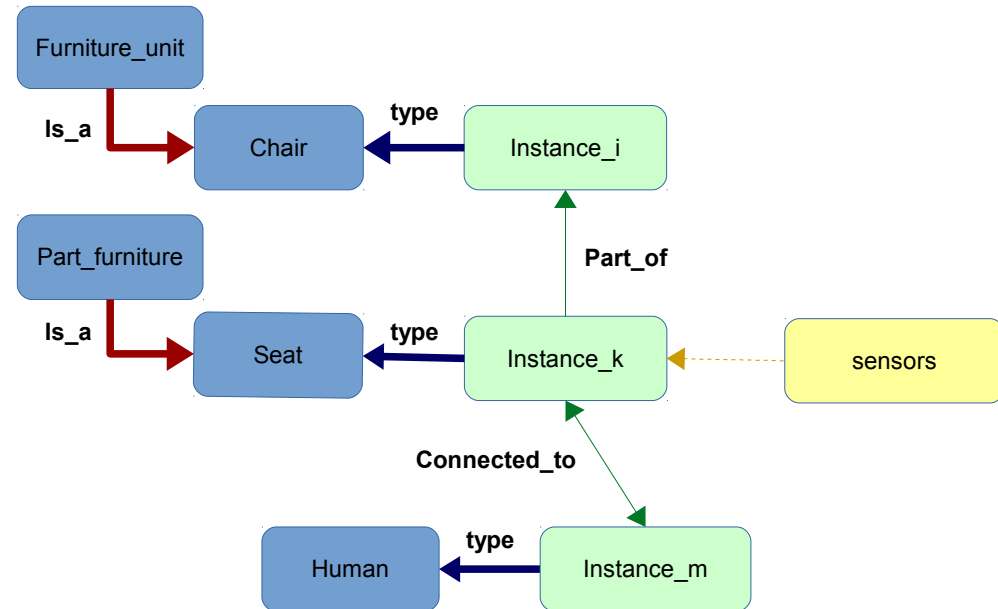 Furniture_unit
Is_a
Chair
type
Instance_i
Part_furniture
Part_of
Is_a
Seat
type
Instance_k
sensors
Connected_to
Human
type
Instance_m